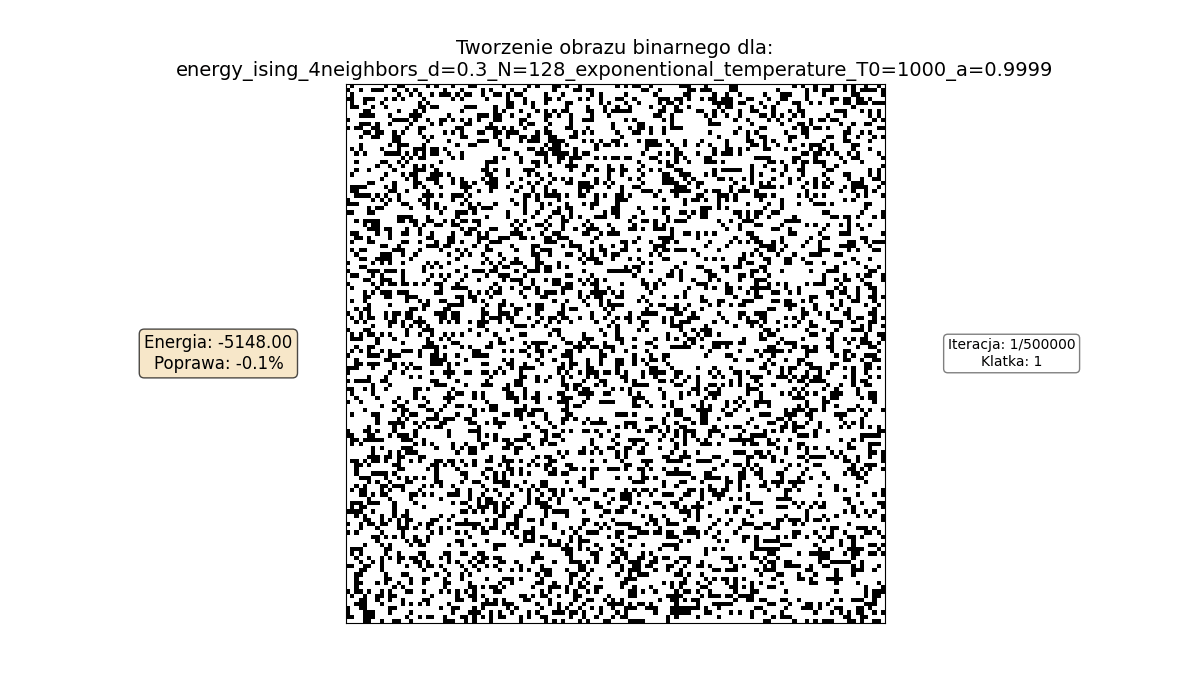 Tworzenie obrazu binarnego dla:
energy_ising_4neighbors_d=0.3_N=128_exponentional_temperature_T0=1000_a=0.9999
Energia: -5148.00
Poprawa: -0.1%
Iteracja: 1/500000
Klatka: 1